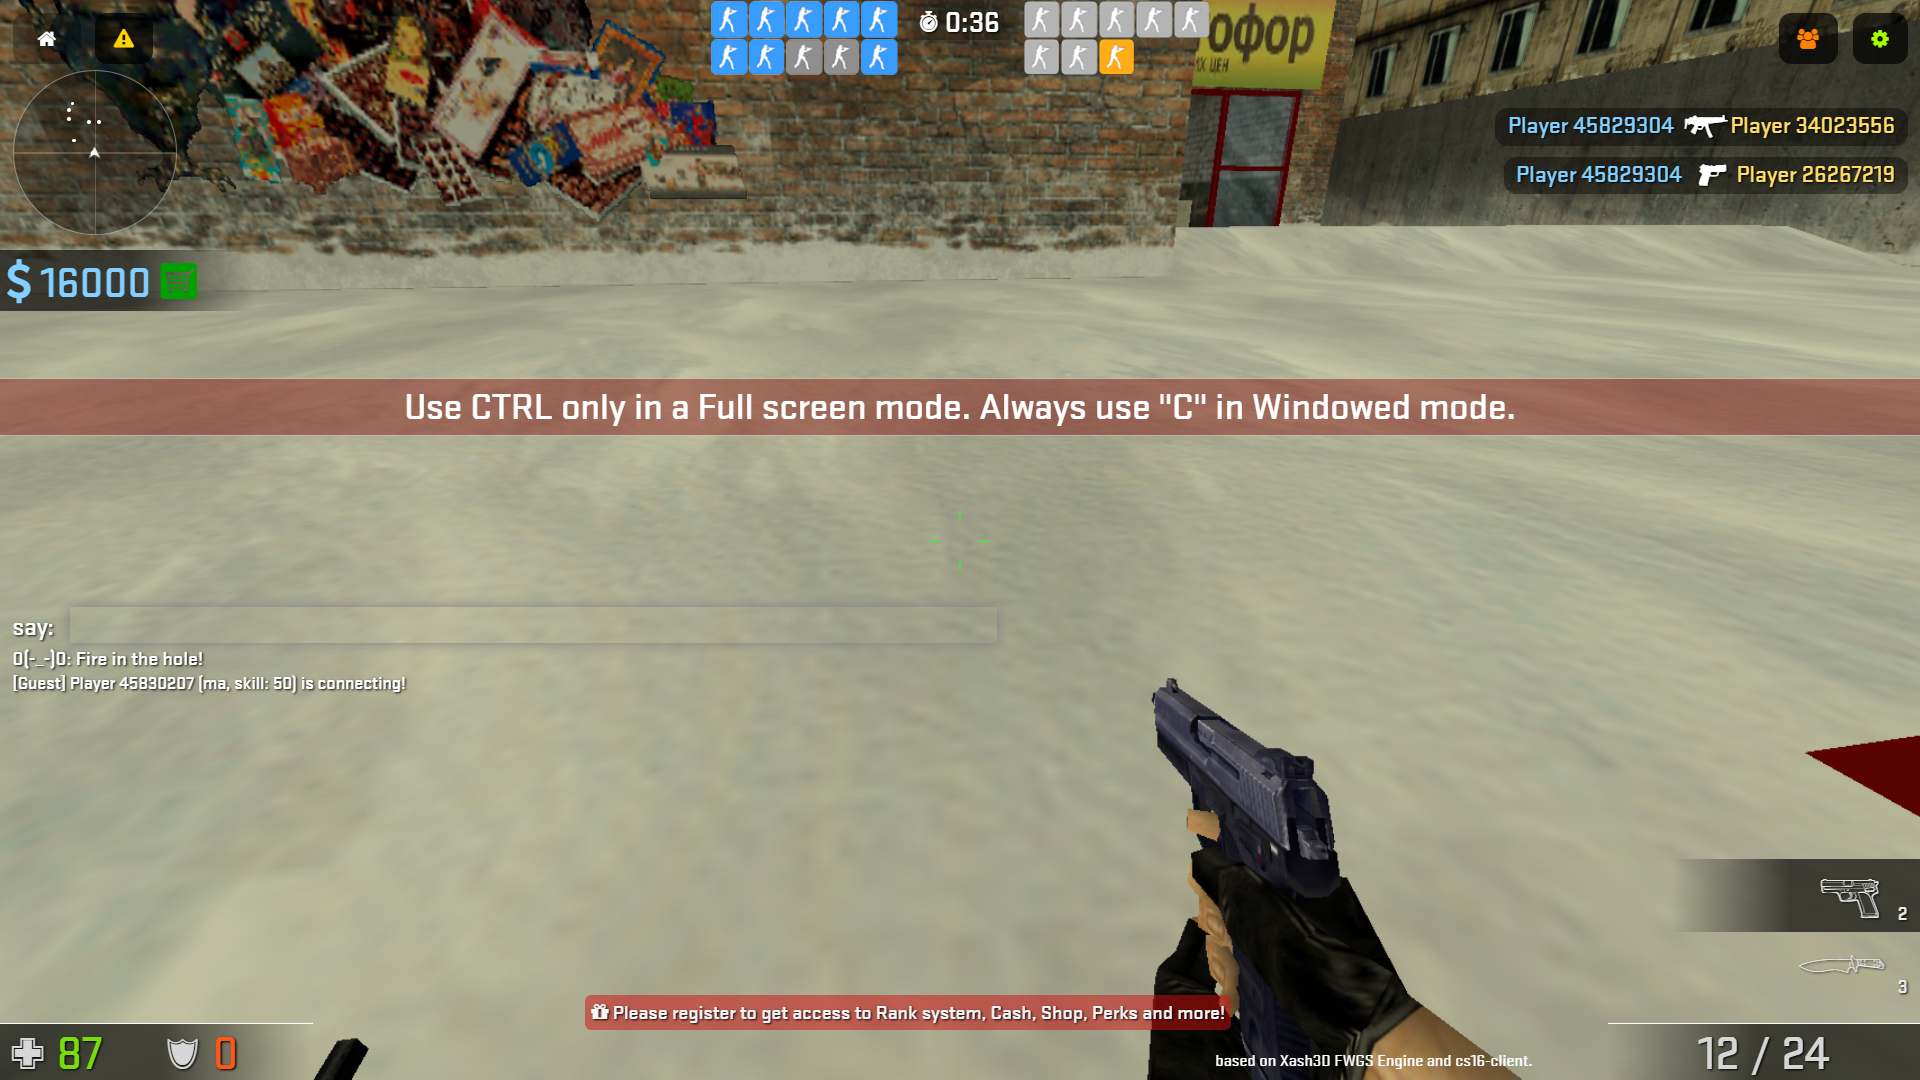 0:36
офор
ИХ ЦЕН
Player 45829304 Player 34023556
Player 45829304 Player 26267219
$ 16000
Use CTRL only in a Full screen mode. Always use "C" in Windowed mode.
say:
0(-_-)0: Fire in the hole!
[Guest] Player 45830207 (ma, skill: 50) is connecting!
2
3
Please register to get access to Rank system, Cash, Shop, Perks and more!
87 0
based on Xash3D FWGS Engine and cs16-client.
12 / 24